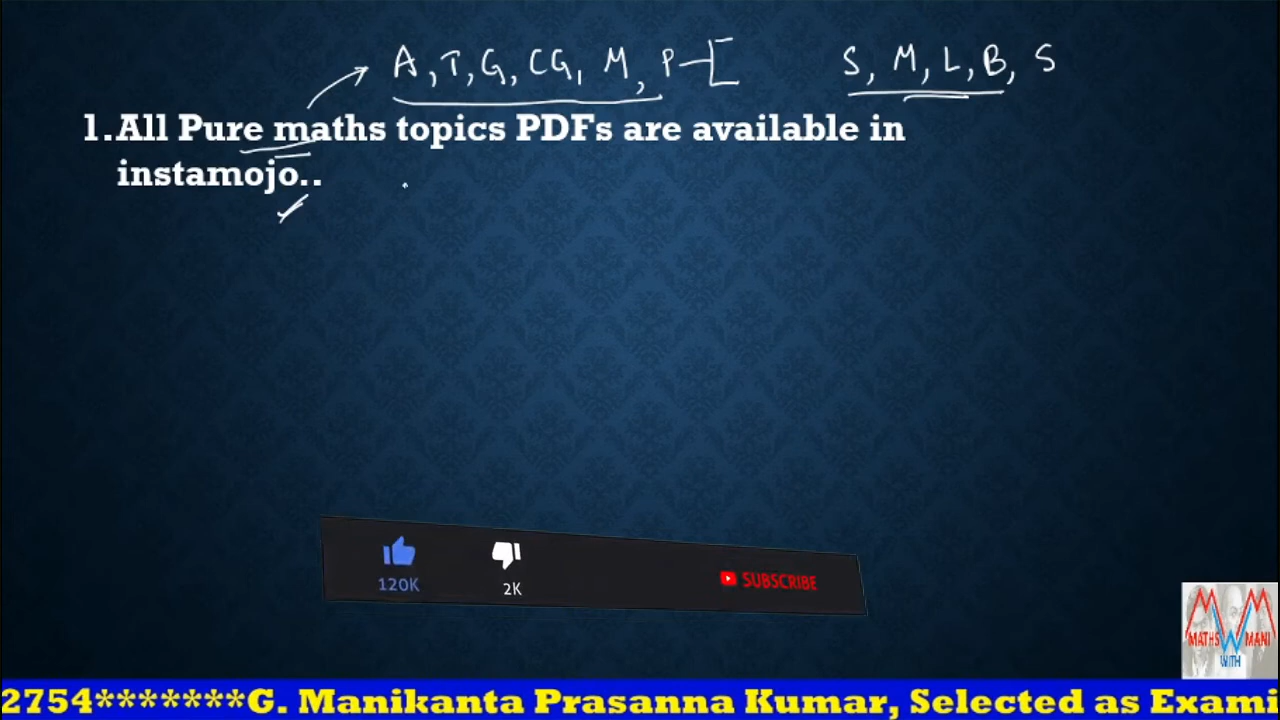 A, T, G, CG, M, P-[ S, M, L, B, S
1. All Pure maths topics PDFs are available in
instamojo..
120K
2K
SUBSCRIBE
MATHS MANI
WITH
2754*******G. Manikanta Prasanna Kumar, Selected as Exami